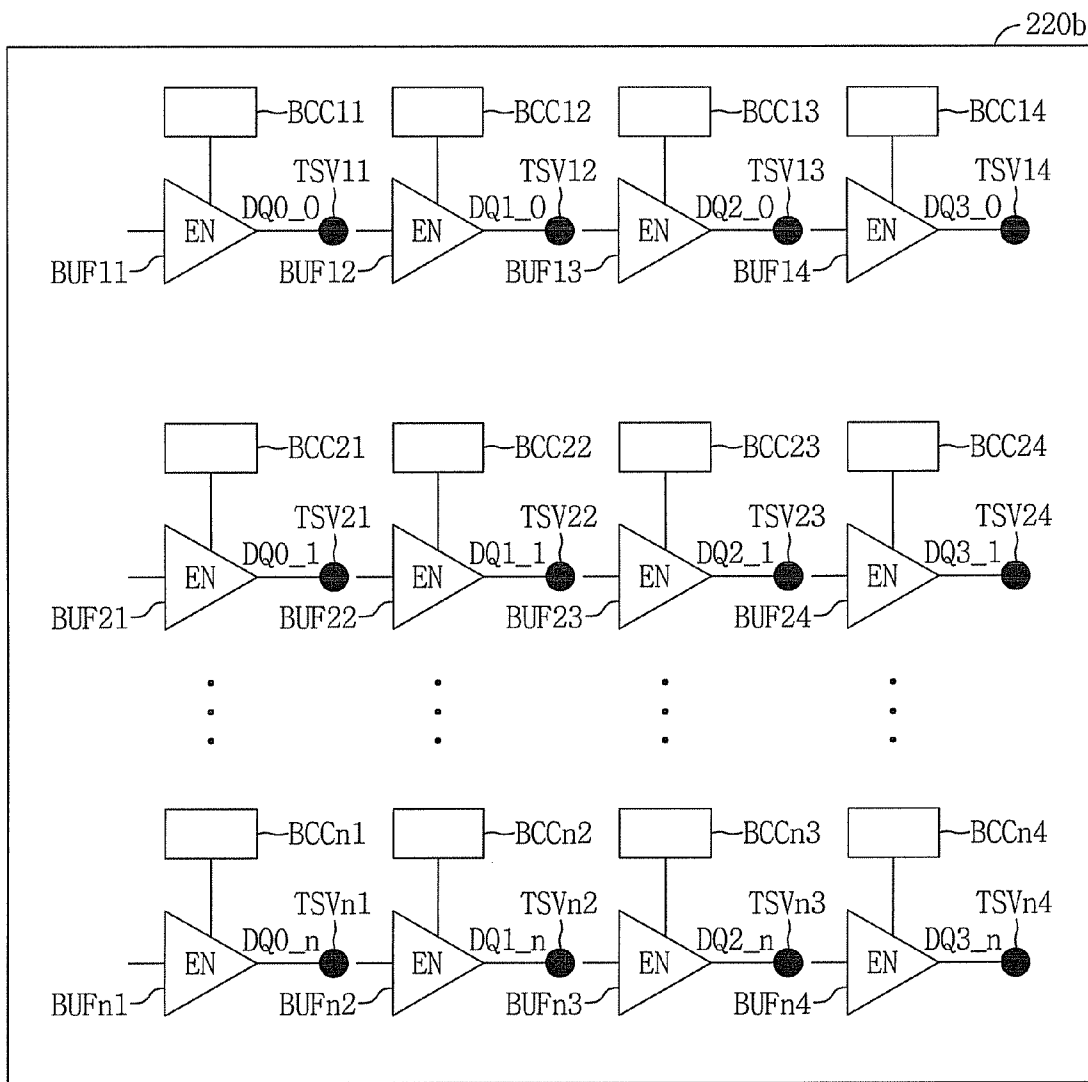 220b
BCC11 BCC12 BCC13 BCC14
TSV11 TSV12 TSV13 TSV14
DQ0_0 DQ1_0 DQ2_0 DQ3_0
EN EN EN EN
BUF11 BUF12 BUF13 BUF14
BCC21 BCC22 BCC23 BCC24
TSV21 TSV22 TSV23 TSV24
DQ0_1 DQ1_1 DQ2_1 DQ3_1
EN EN EN EN
BUF21 BUF22 BUF23 BUF24
BCCn1 BCCn2 BCCn3 BCCn4
TSVn1 TSVn2 TSVn3 TSVn4
DQ0_n DQ1_n DQ2_n DQ3_n
EN EN EN EN
BUFn1 BUFn2 BUFn3 BUFn4